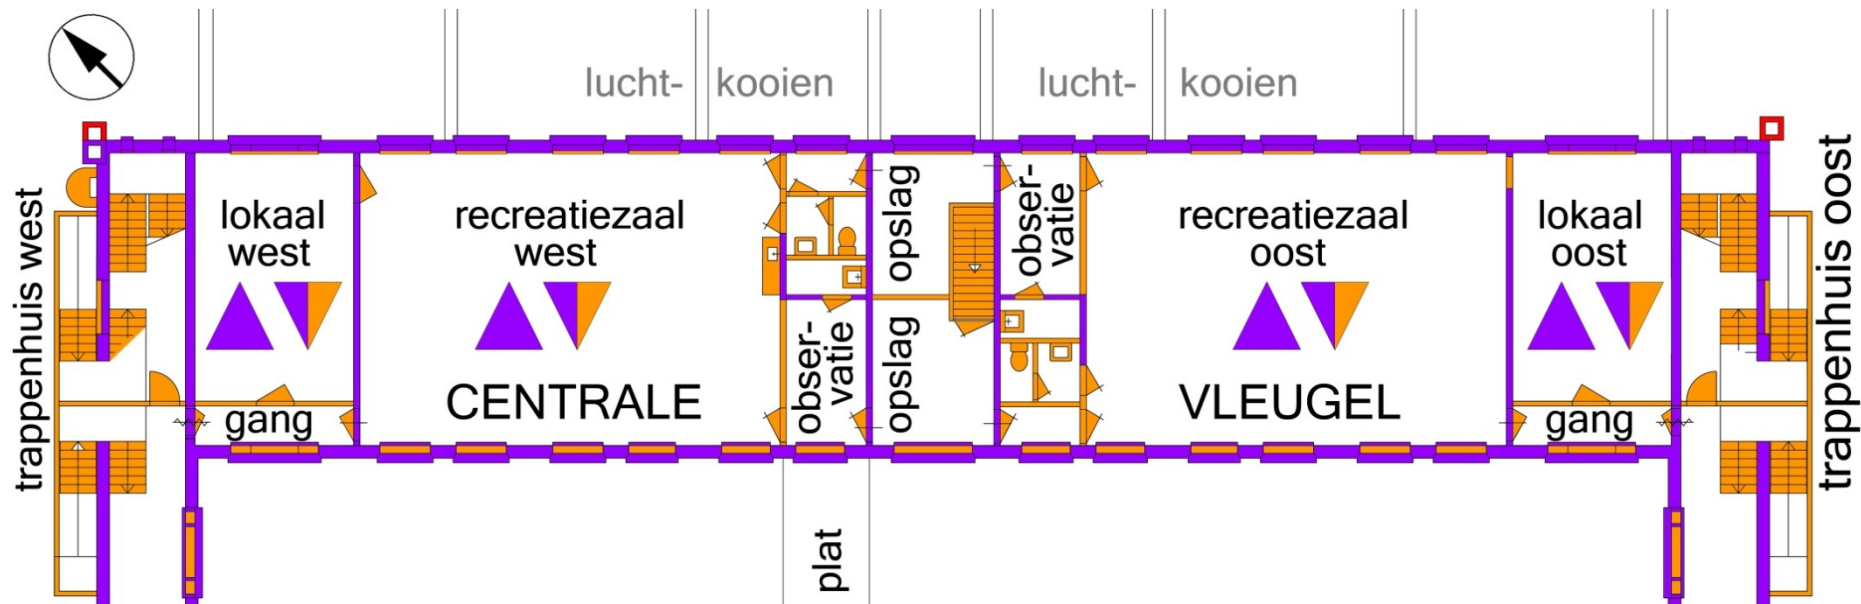 lucht- kooien
lucht- kooien
trappenhuis west
lokaal
west
recreatiezaal
west
opslag
obser-
vatie
recreatiezaal
oost
lokaal
oost
trappenhuis oost
gang
CENTRALE
obser-
vatie
opslag
VLEUGEL
gang
plat